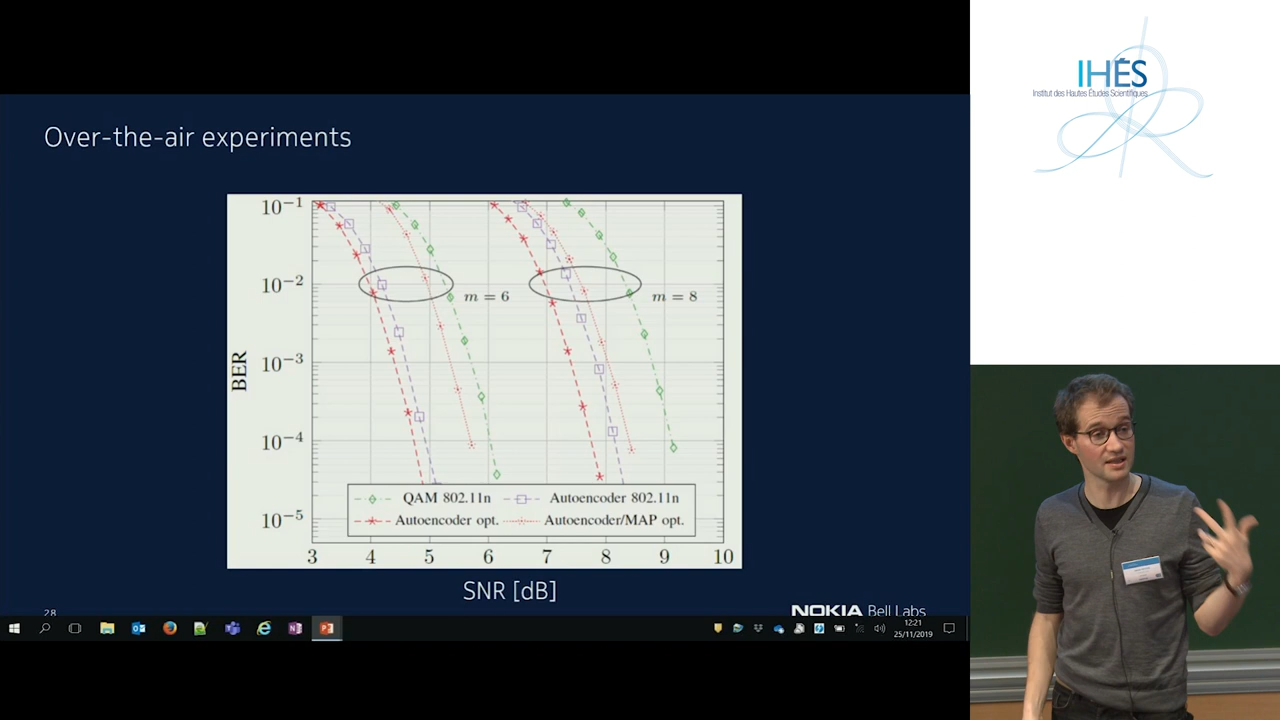 Over-the-air experiments
10⁻¹
10⁻²
10⁻³
10⁻⁴
10⁻⁵
BER
m = 6
m = 8
QAM 802.11n
Autoencoder 802.11n
Autoencoder opt.
Autoencoder/MAP opt.
3 4 5 6 7 8 9 10
SNR [dB]
28
NOKIA Bell Labs
12:21
25/11/2019
IHÉS
Institut des Hautes Études Scientifiques